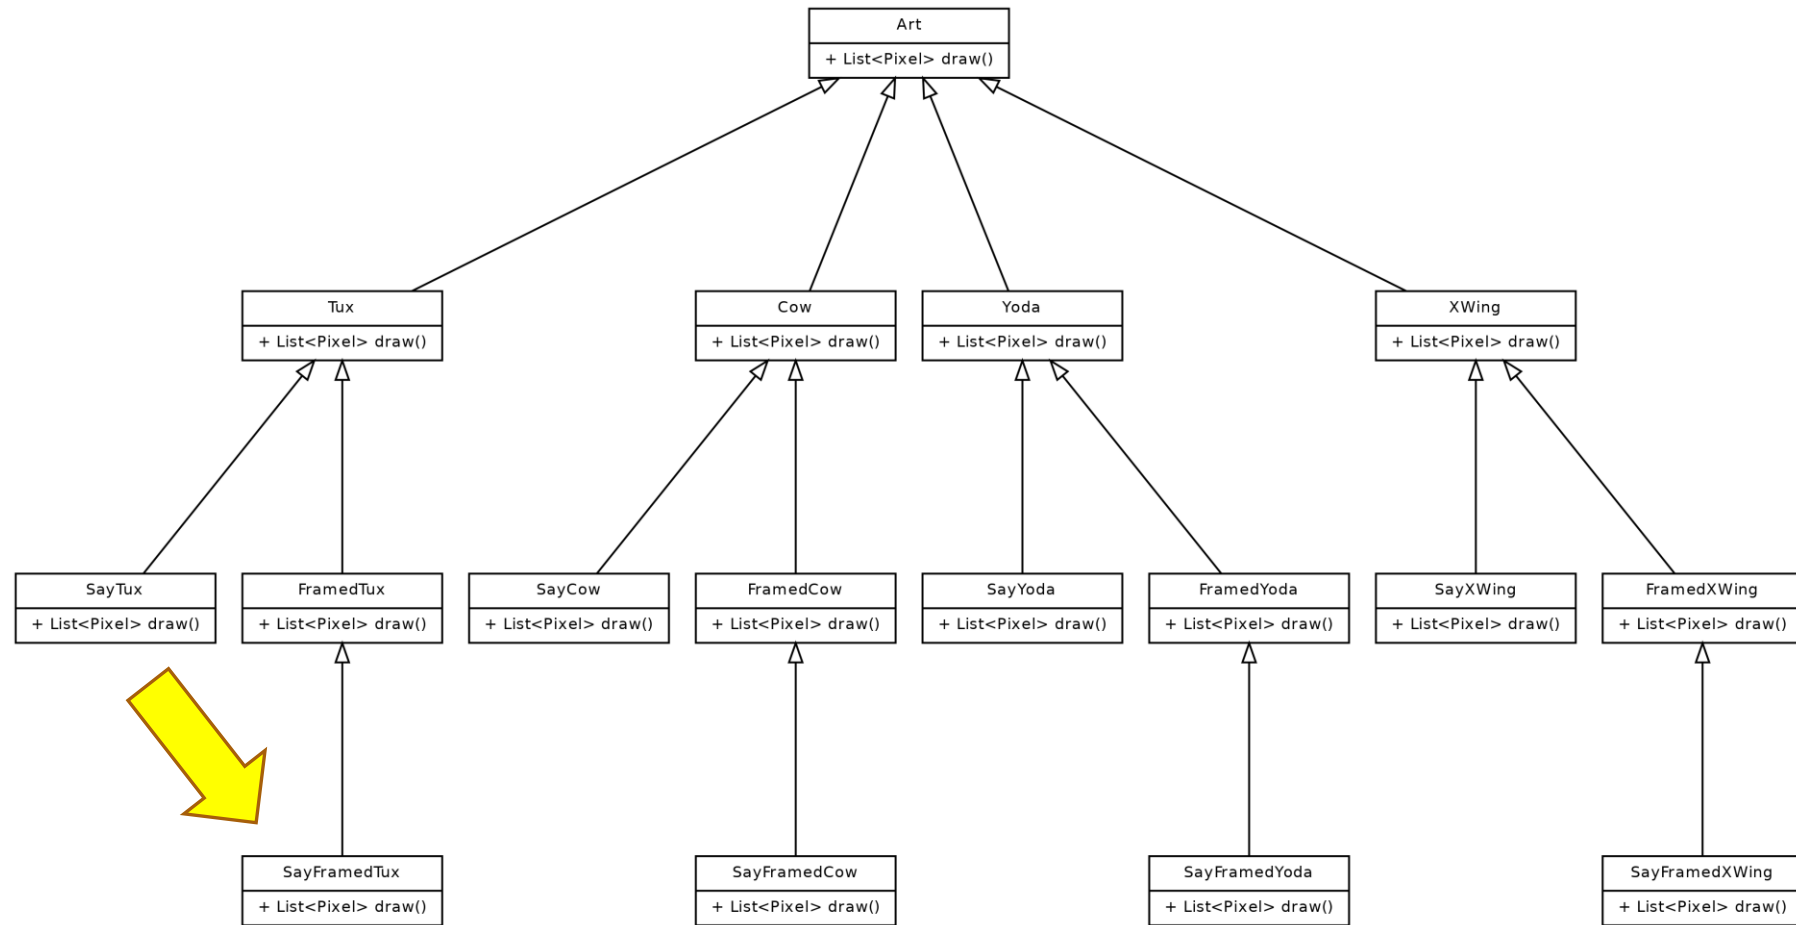 Art
+ List<Pixel> draw()
Tux
+ List<Pixel> draw()
Cow
+ List<Pixel> draw()
Yoda
+ List<Pixel> draw()
XWing
+ List<Pixel> draw()
SayTux
+ List<Pixel> draw()
FramedTux
+ List<Pixel> draw()
SayCow
+ List<Pixel> draw()
FramedCow
+ List<Pixel> draw()
SayYoda
+ List<Pixel> draw()
FramedYoda
+ List<Pixel> draw()
SayXWing
+ List<Pixel> draw()
FramedXWing
+ List<Pixel> draw()
SayFramedTux
+ List<Pixel> draw()
SayFramedCow
+ List<Pixel> draw()
SayFramedYoda
+ List<Pixel> draw()
SayFramedXWing
+ List<Pixel> draw()